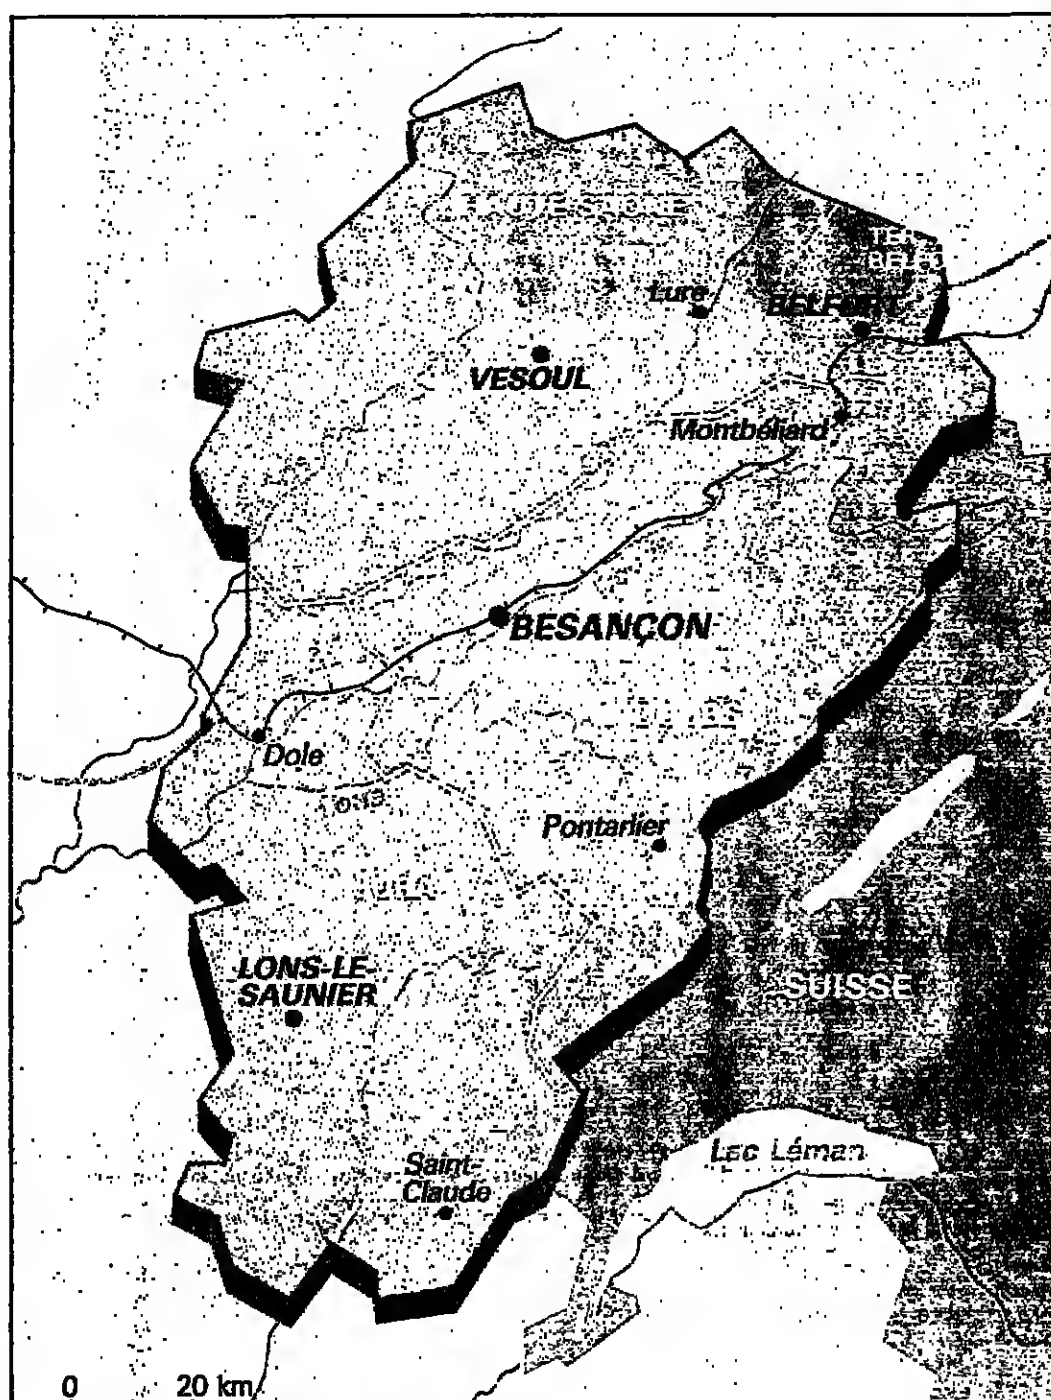 Lure
BELFORT
VESOUL
Montbéliard
BESANÇON
Dole
Pontarlier
LONS-LE-
SAUNIER
SUISSE
Lac Léman
Saint-
Claude
0 20 km